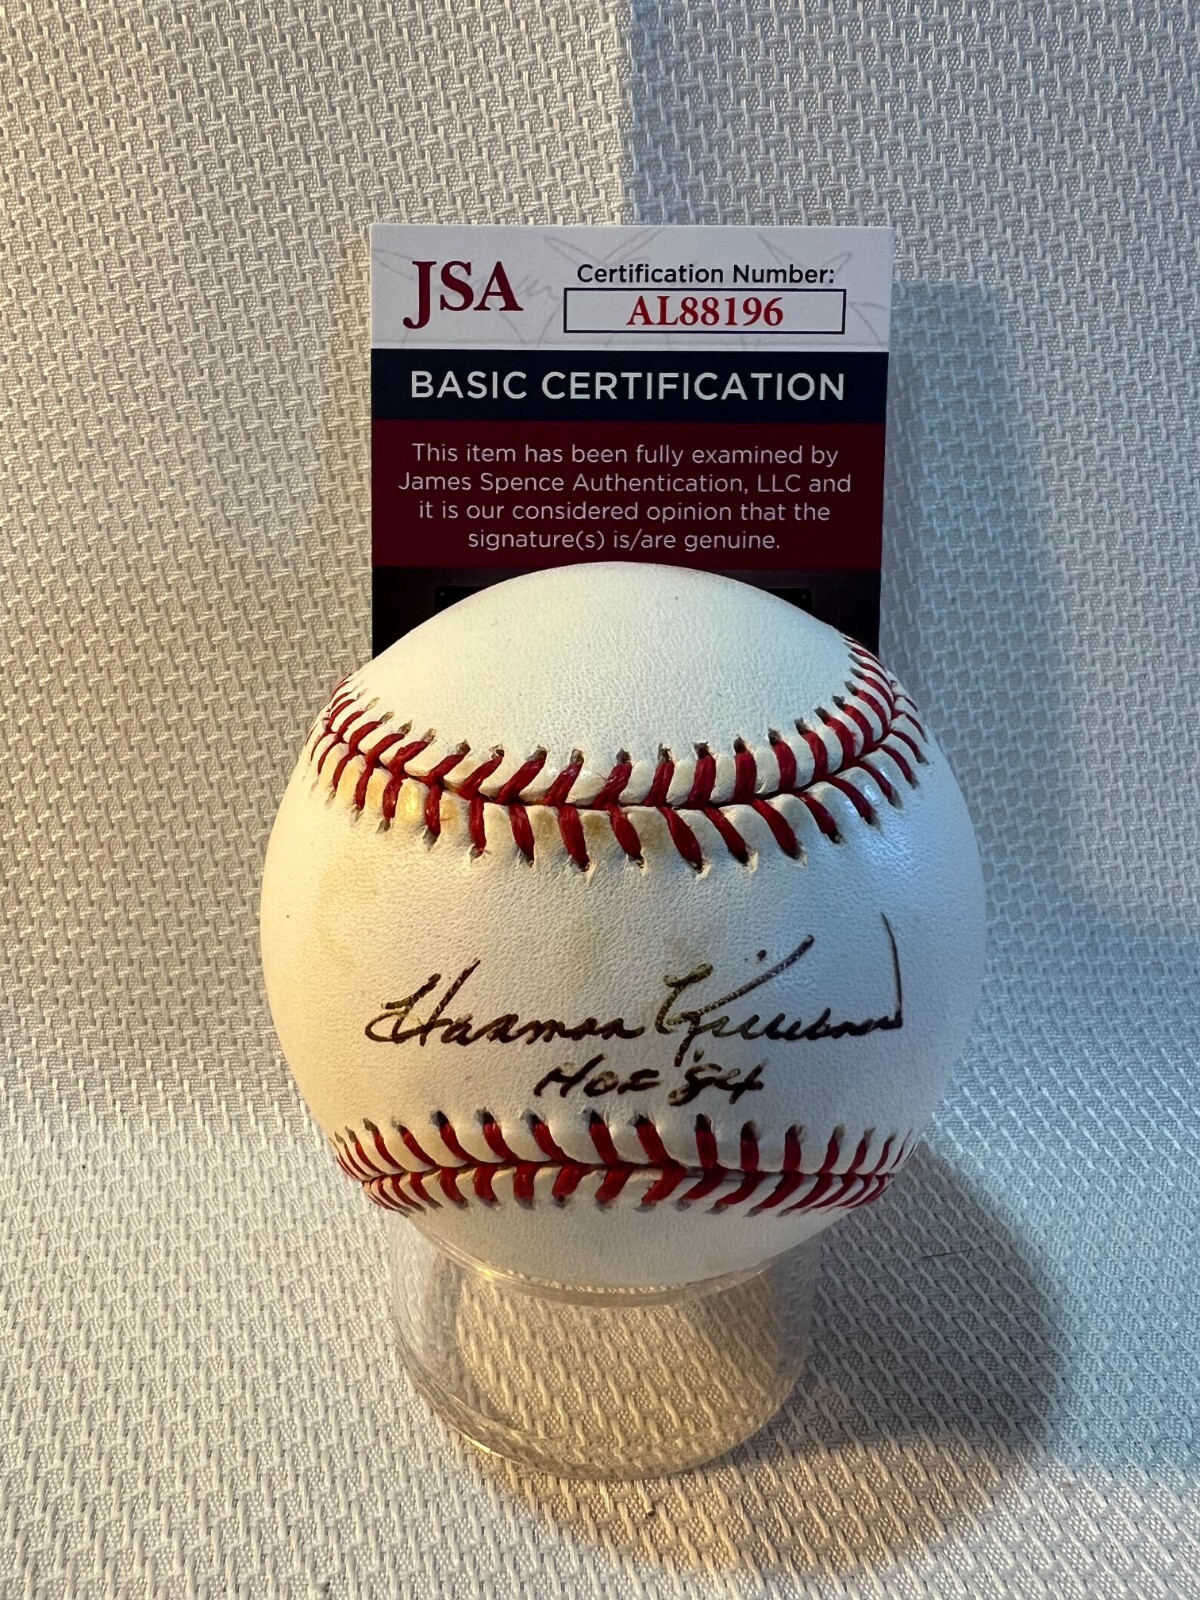 JSA
Certification Number:
AL88196
BASIC CERTIFICATION
This item has been fully examined by
James Spence Authentication, LLC and
it is our considered opinion that the
signature(s) is/are genuine.
Harmon Killebrew
HOF '84